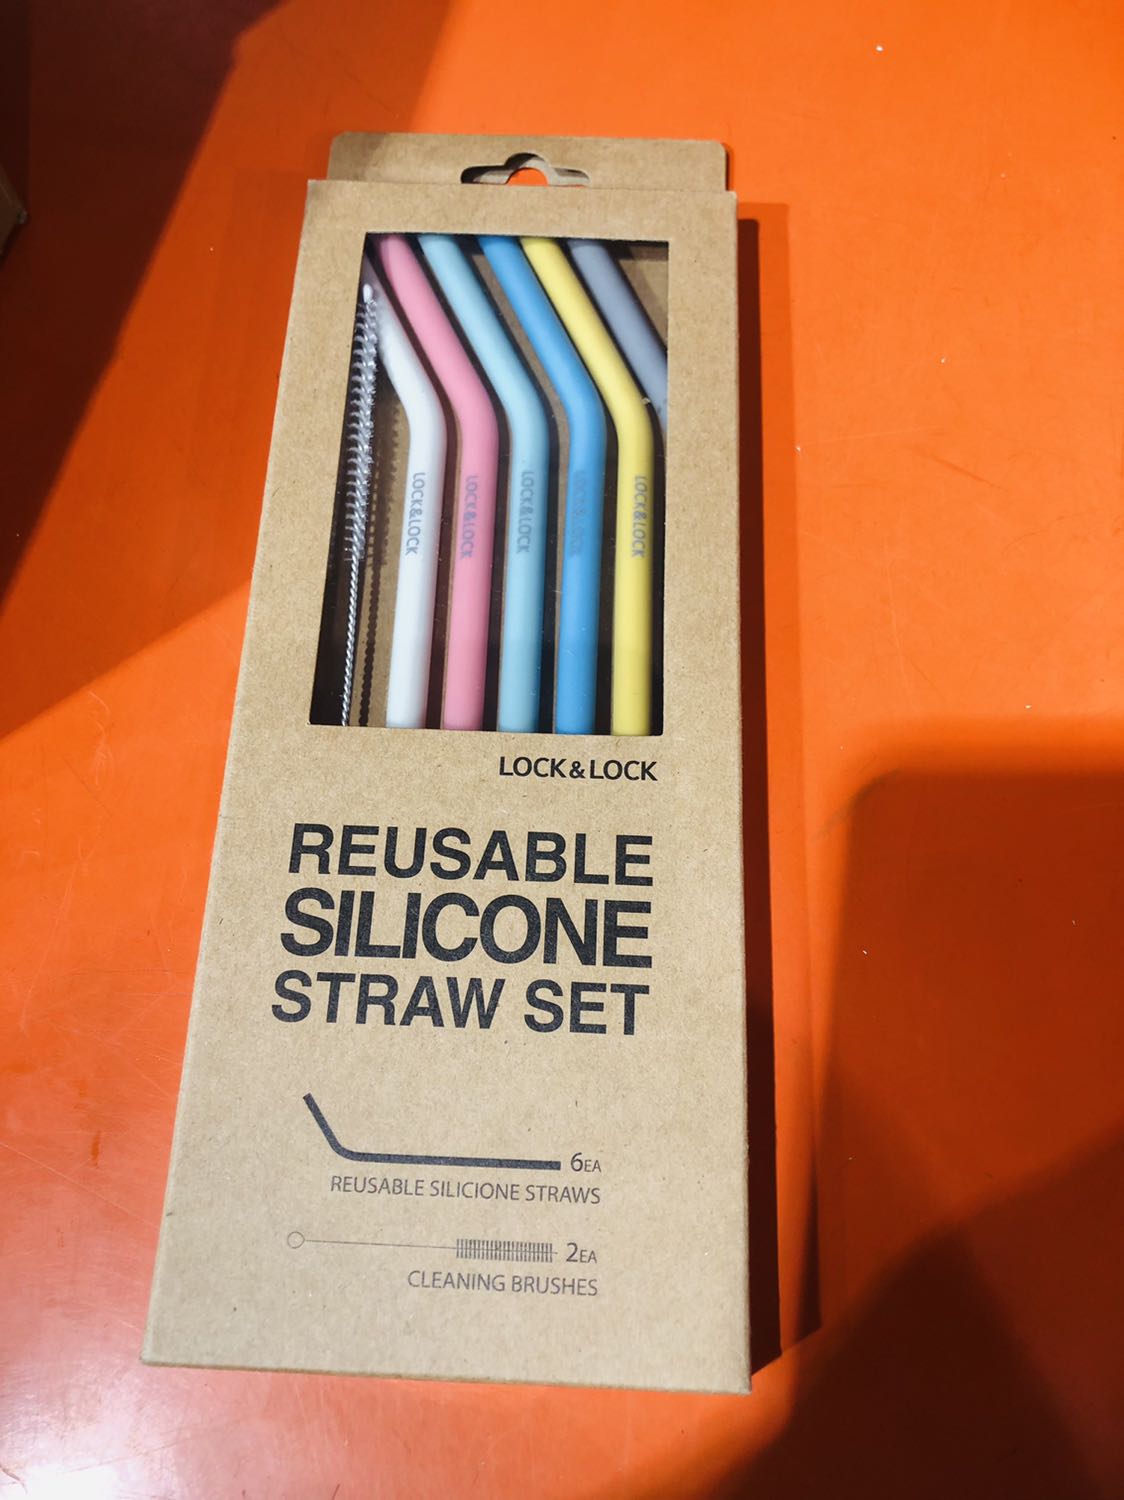 LOCK&LOCK
LOCK&LOCK
LOCK&LOCK
LOCK&LOCK
LOCK&LOCK
LOCK&LOCK
REUSABLE
SILICONE
STRAW SET
6EA
REUSABLE SILICIONE STRAWS
2EA
CLEANING BRUSHES